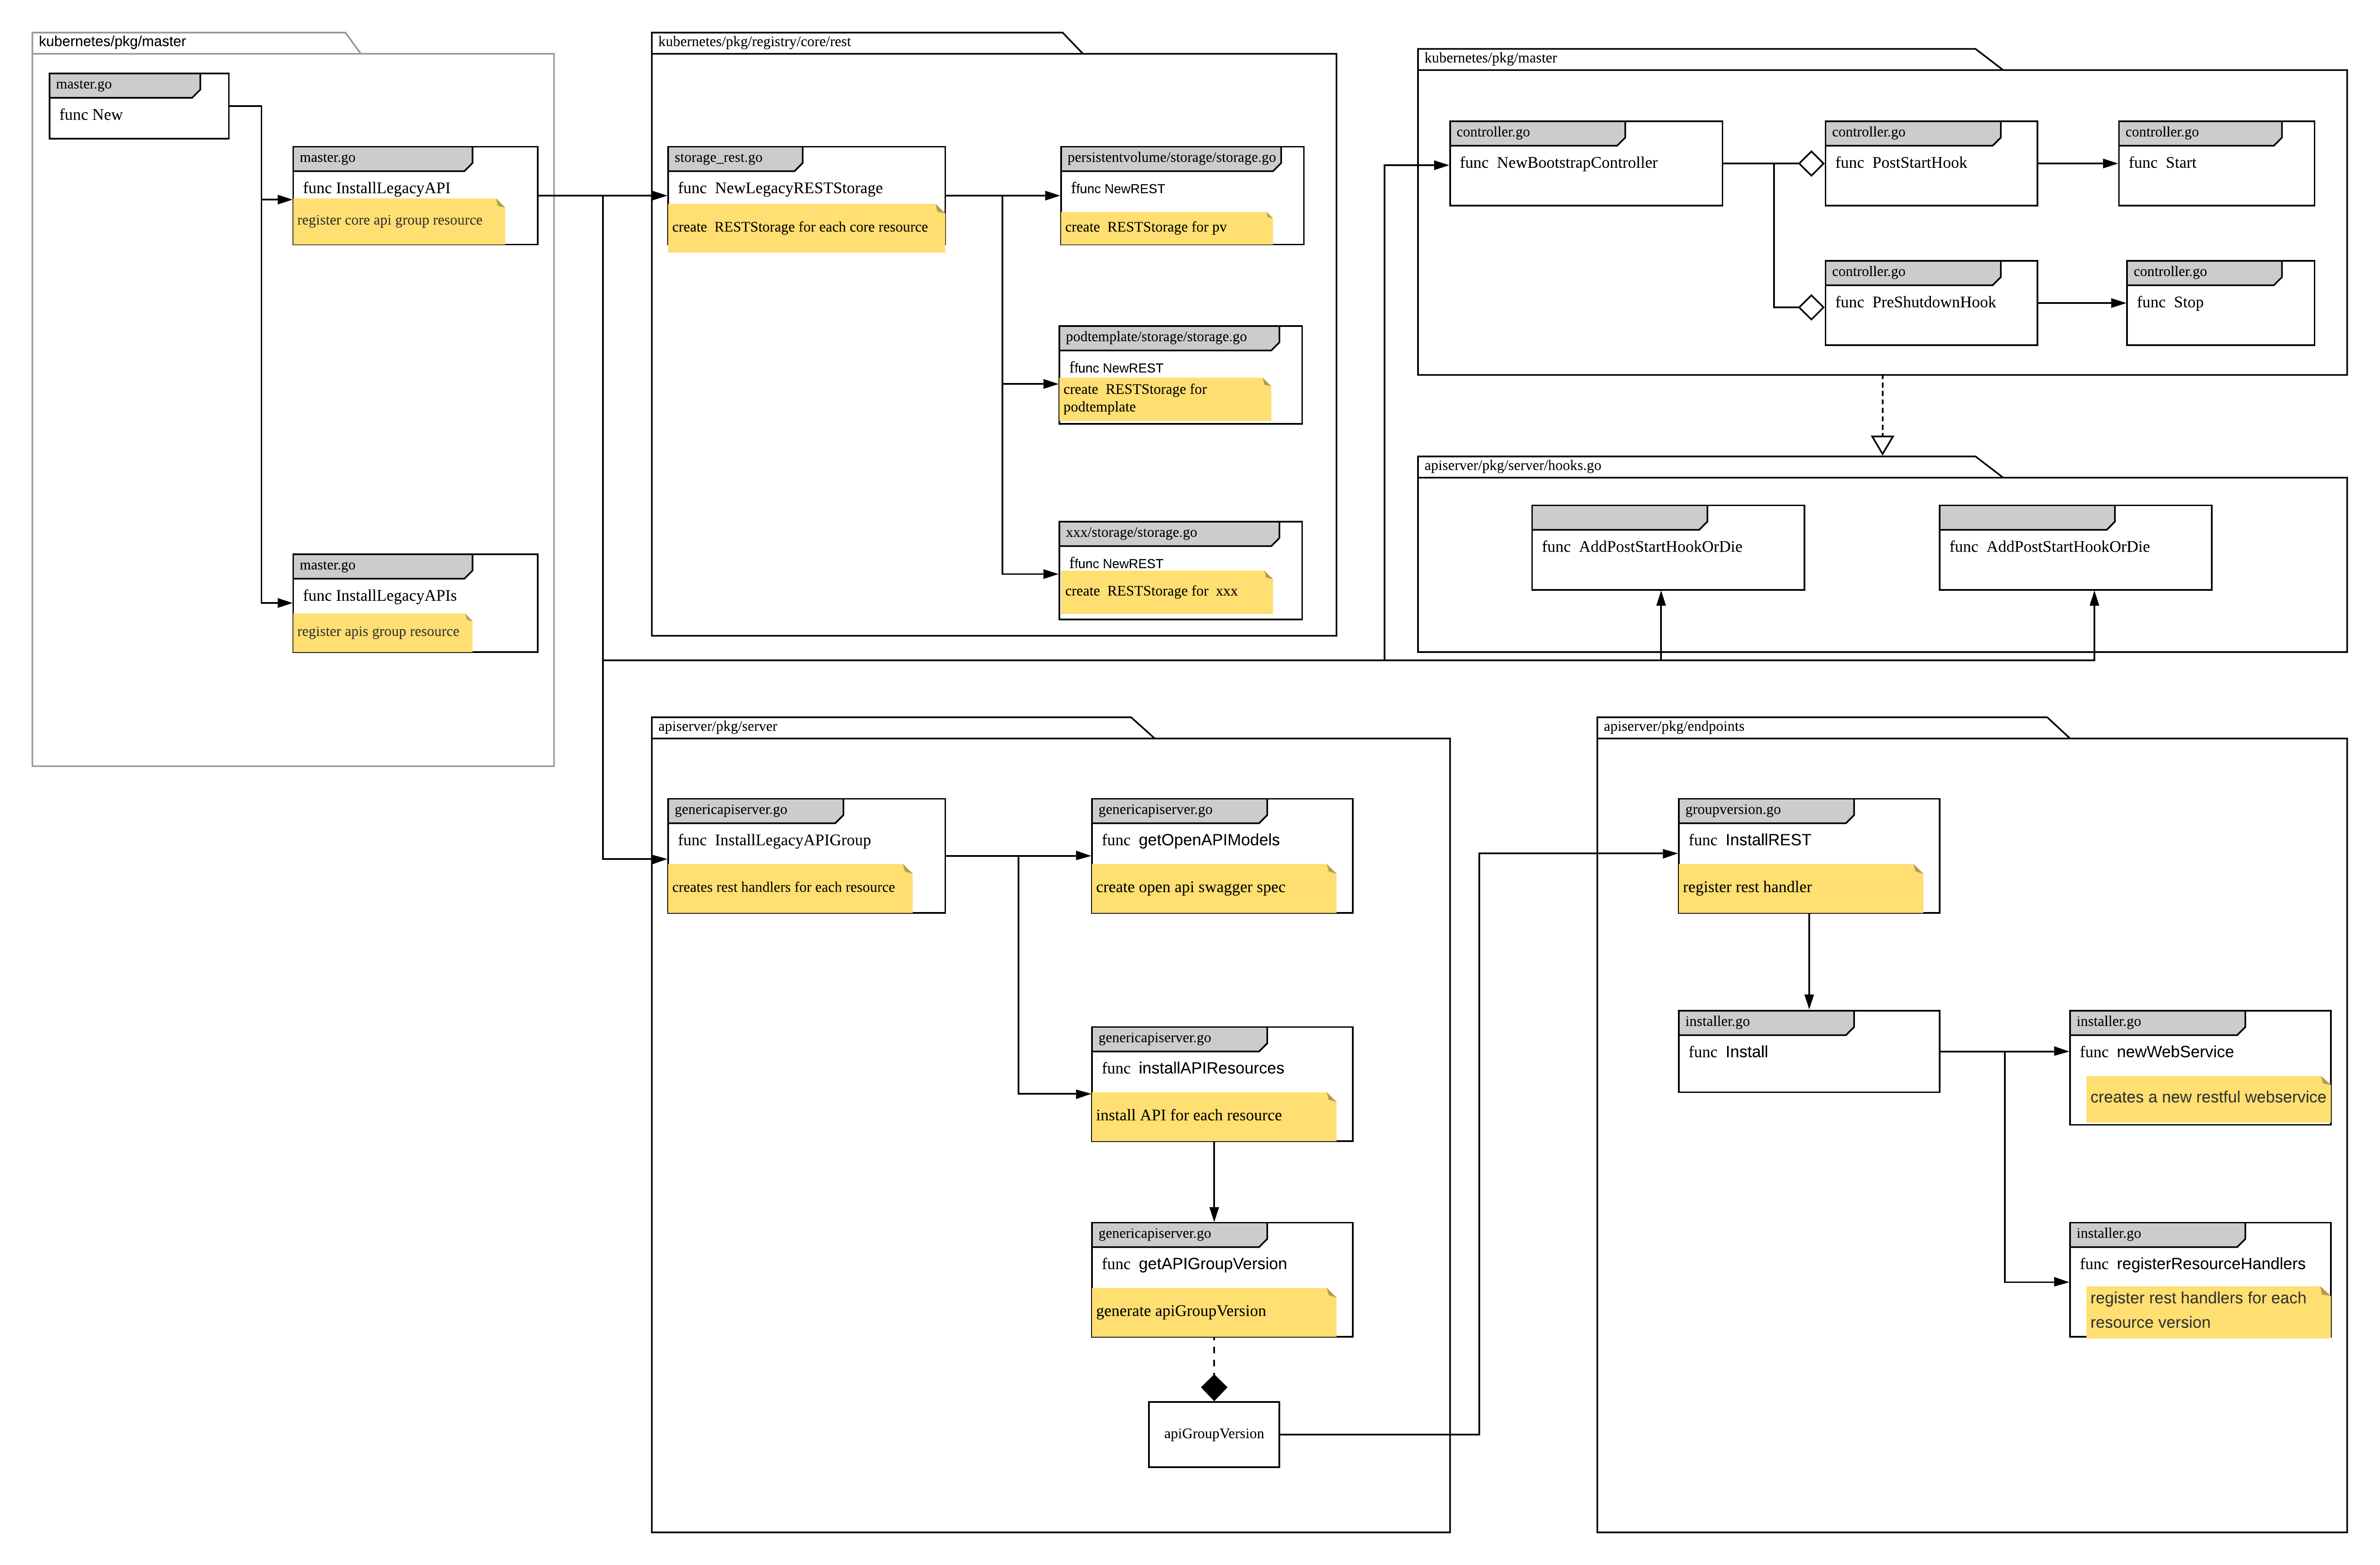 kubernetes/pkg/master
master.go
func New
master.go
func InstallLegacyAPI
register core api group resource
master.go
func InstallLegacyAPIs
register apis group resource
kubernetes/pkg/registry/core/rest
storage_rest.go
func NewLegacyRESTStorage
create RESTStorage for each core resource
persistentvolume/storage/storage.go
ffunc NewREST
create RESTStorage for pv
podtemplate/storage/storage.go
ffunc NewREST
create RESTStorage for
podtemplate
xxx/storage/storage.go
ffunc NewREST
create RESTStorage for xxx
kubernetes/pkg/master
controller.go
func NewBootstrapController
controller.go
func PostStartHook
controller.go
func Start
controller.go
func PreShutdownHook
controller.go
func Stop
apiserver/pkg/server/hooks.go
func AddPostStartHookOrDie
func AddPostStartHookOrDie
apiserver/pkg/server
genericapiserver.go
func InstallLegacyAPIGroup
creates rest handlers for each resource
genericapiserver.go
func getOpenAPIModels
create open api swagger spec
genericapiserver.go
func installAPIResources
install API for each resource
genericapiserver.go
func getAPIGroupVersion
generate apiGroupVersion
apiGroupVersion
apiserver/pkg/endpoints
groupversion.go
func InstallREST
register rest handler
installer.go
func Install
installer.go
func newWebService
creates a new restful webservice
installer.go
func registerResourceHandlers
register rest handlers for each
resource version